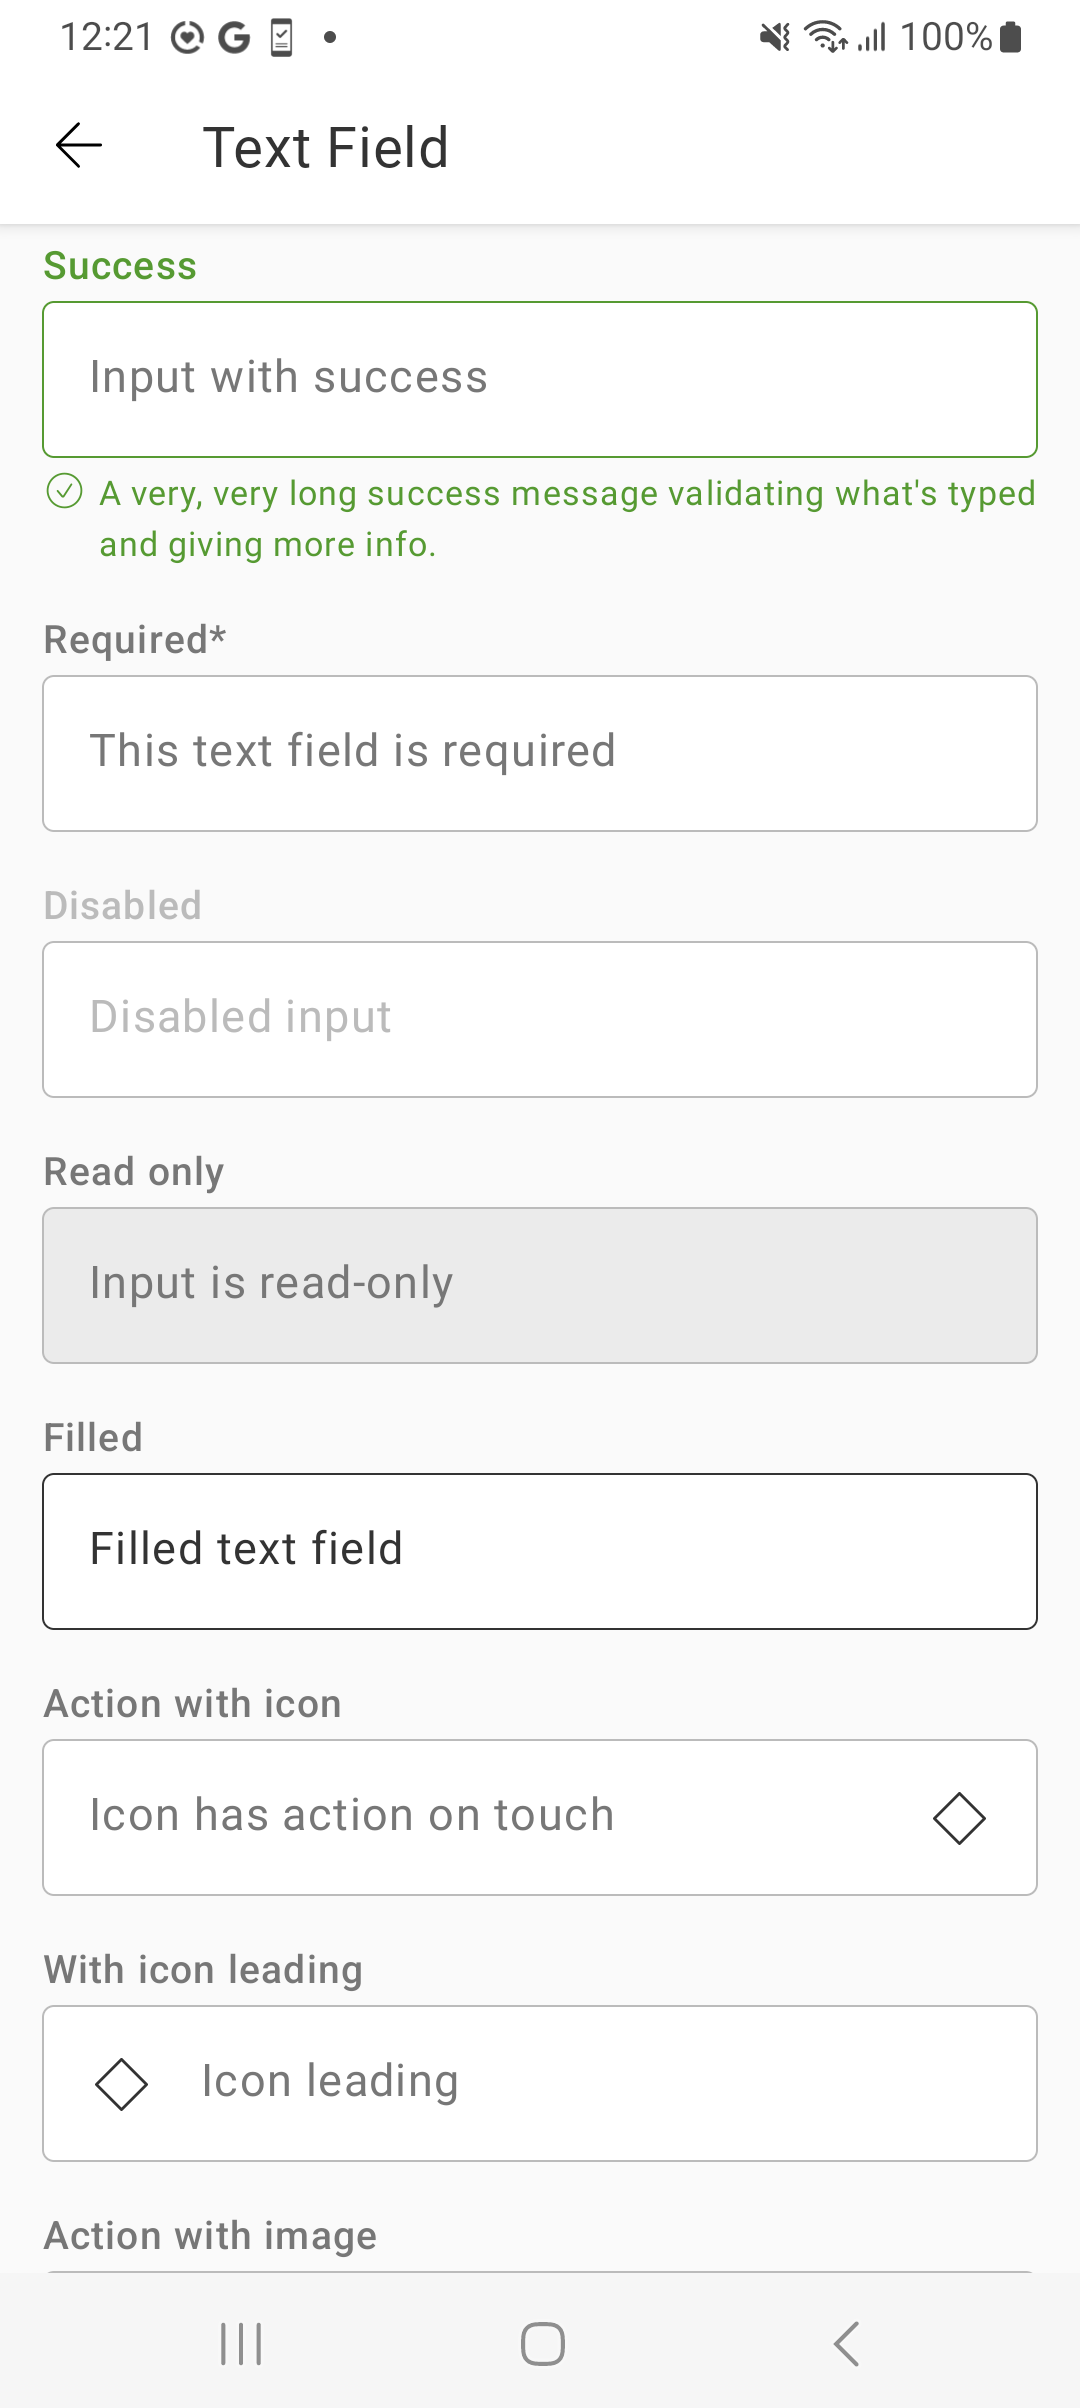 12:21
100%
Text Field
Success
Input with success
A very, very long success message validating what's typed
and giving more info.
Required*
This text field is required
Disabled
Disabled input
Read only
Input is read-only
Filled
Filled text field
Action with icon
Icon has action on touch
With icon leading
Icon leading
Action with image